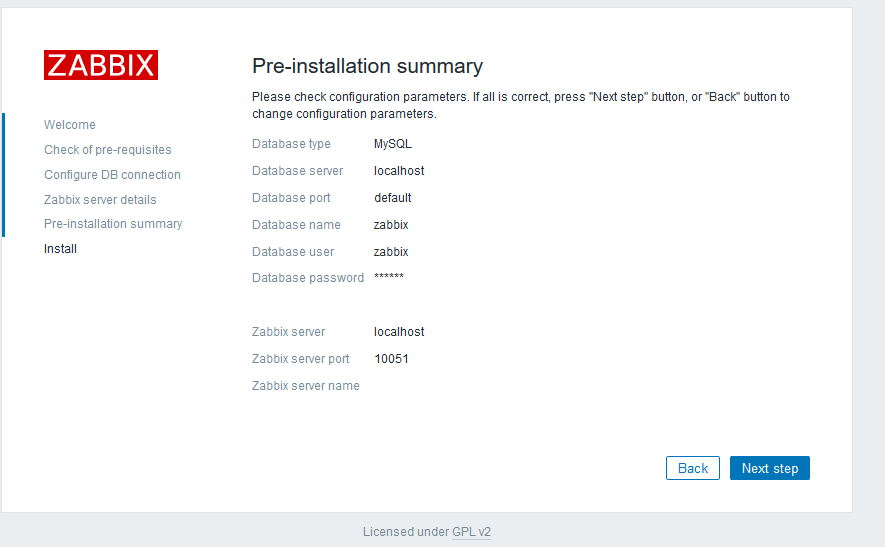 ZABBIX
Welcome
Check of pre-requisites
Configure DB connection
Zabbix server details
Pre-installation summary
Install
Pre-installation summary
Please check configuration parameters. If all is correct, press "Next step" button, or "Back" button to
change configuration parameters.
Database type MySQL
Database server localhost
Database port default
Database name zabbix
Database user zabbix
Database password ******
Zabbix server localhost
Zabbix server port 10051
Zabbix server name
Back Next step
Licensed under GPL v2